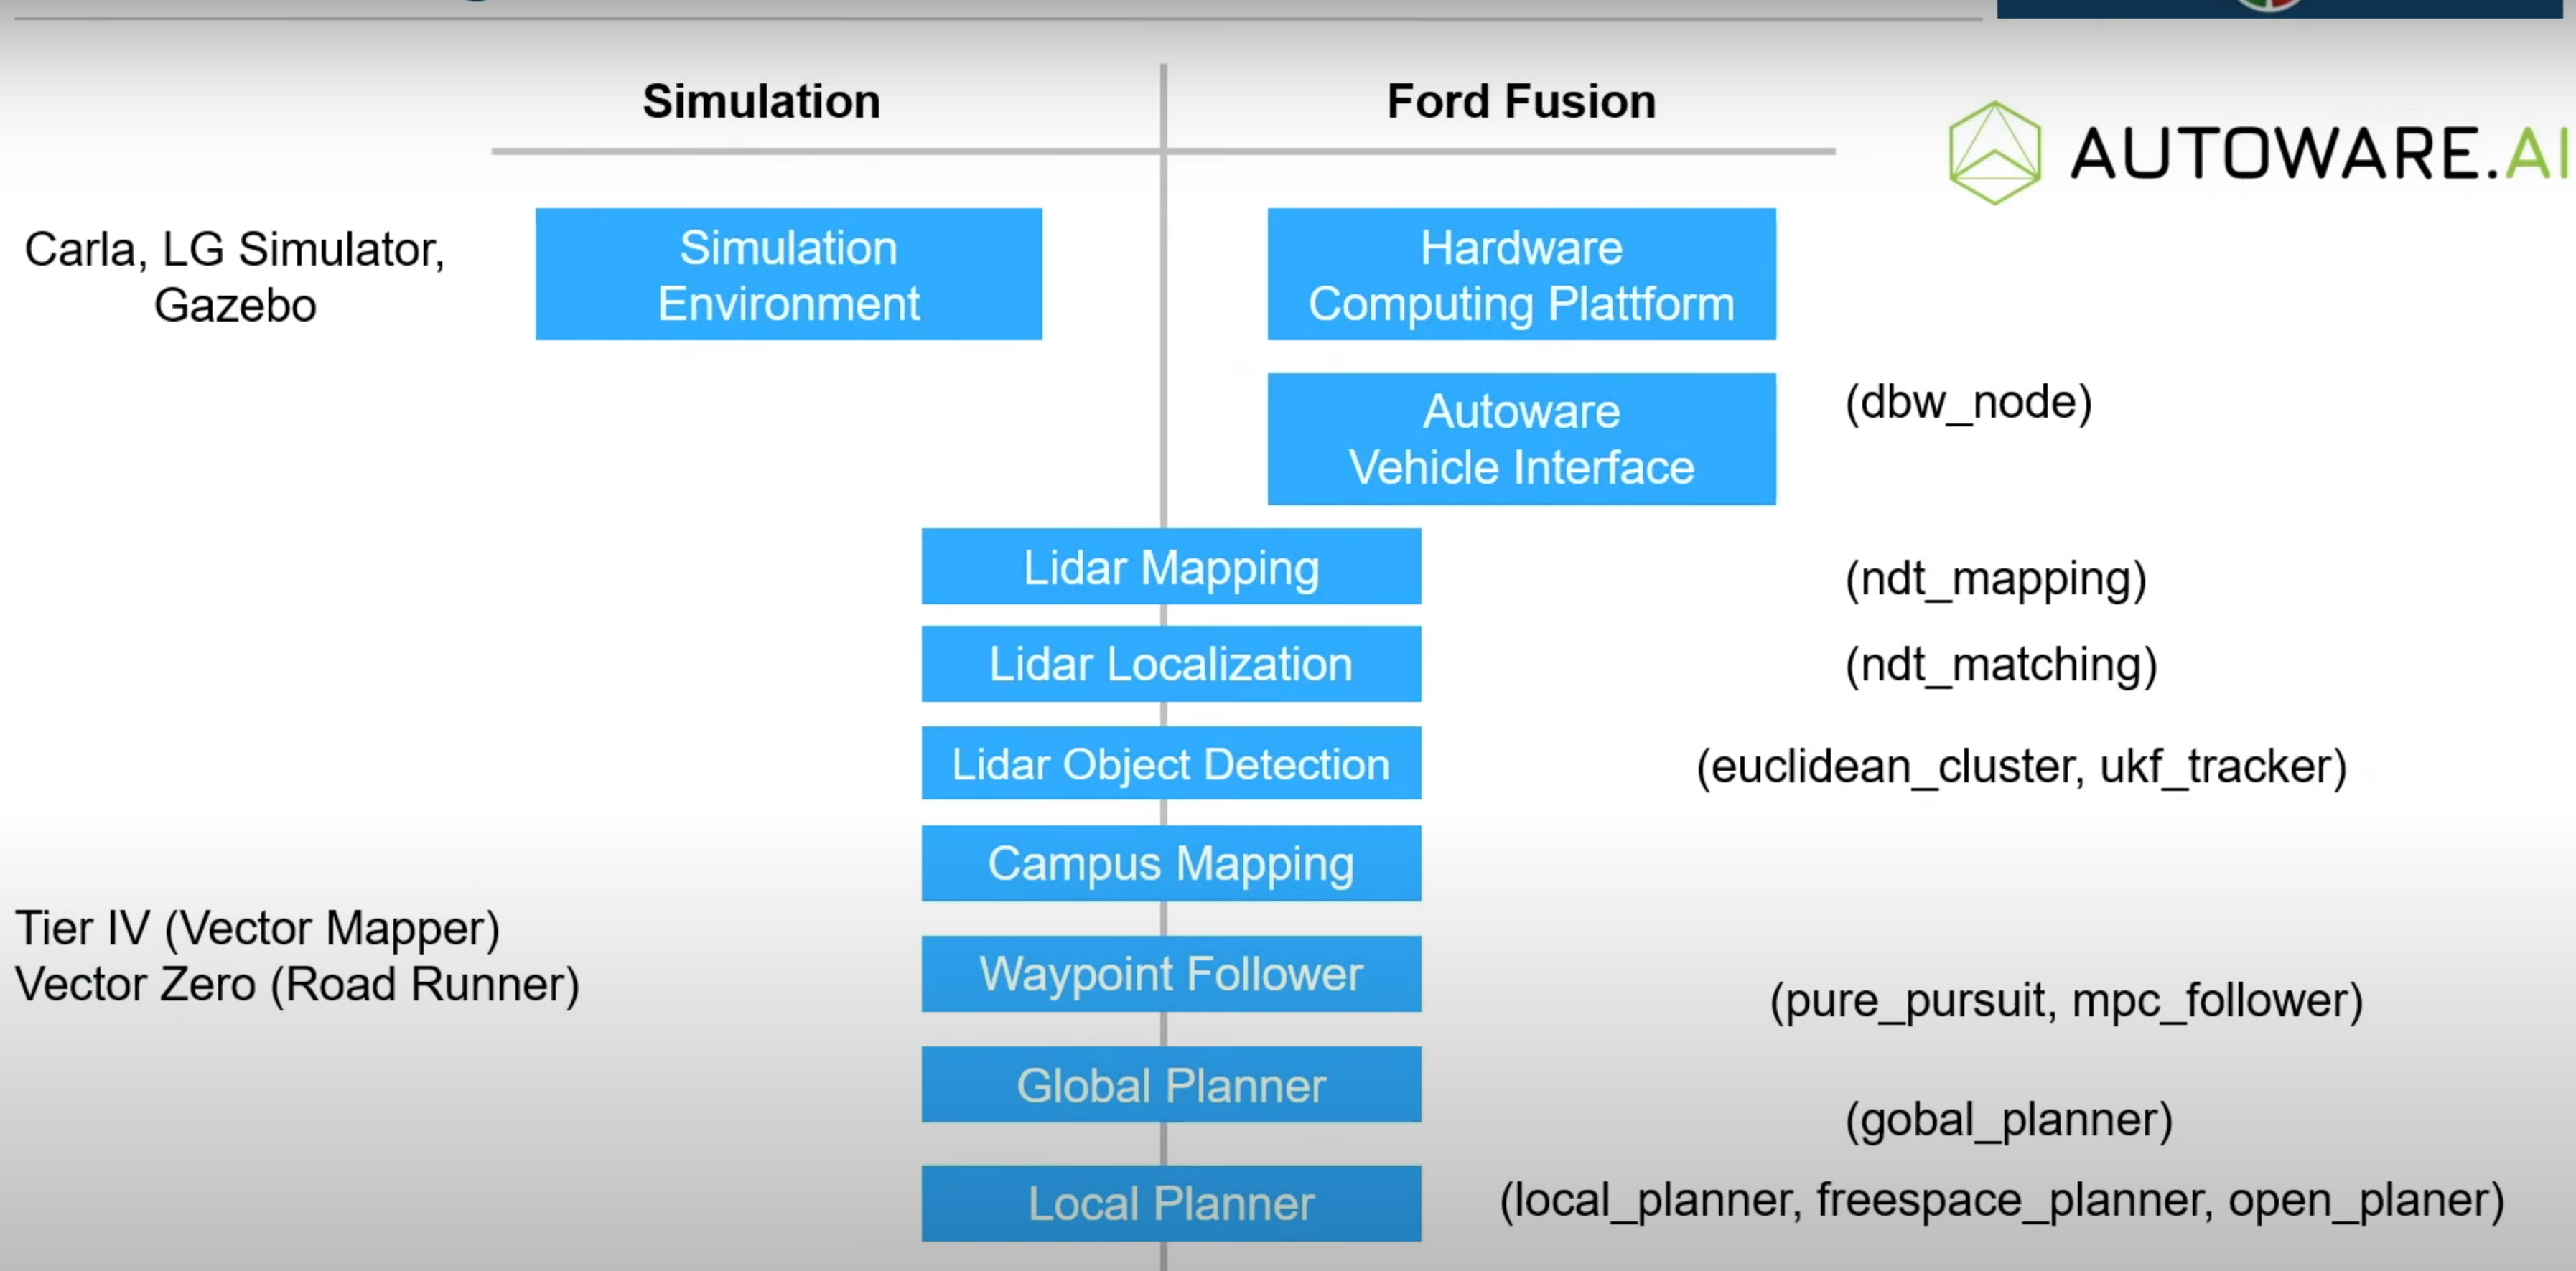 Simulation
Ford Fusion
AUTOWARE.AI
Carla, LG Simulator,
Gazebo
Simulation
Environment
Hardware
Computing Plattform
Autoware
Vehicle Interface
(dbw_node)
Lidar Mapping
(ndt_mapping)
Lidar Localization
(ndt_matching)
Lidar Object Detection
(euclidean_cluster, ukf_tracker)
Campus Mapping
Tier IV (Vector Mapper)
Vector Zero (Road Runner)
Waypoint Follower
(pure_pursuit, mpc_follower)
Global Planner
(gobal_planner)
Local Planner
(local_planner, freespace_planner, open_planer)